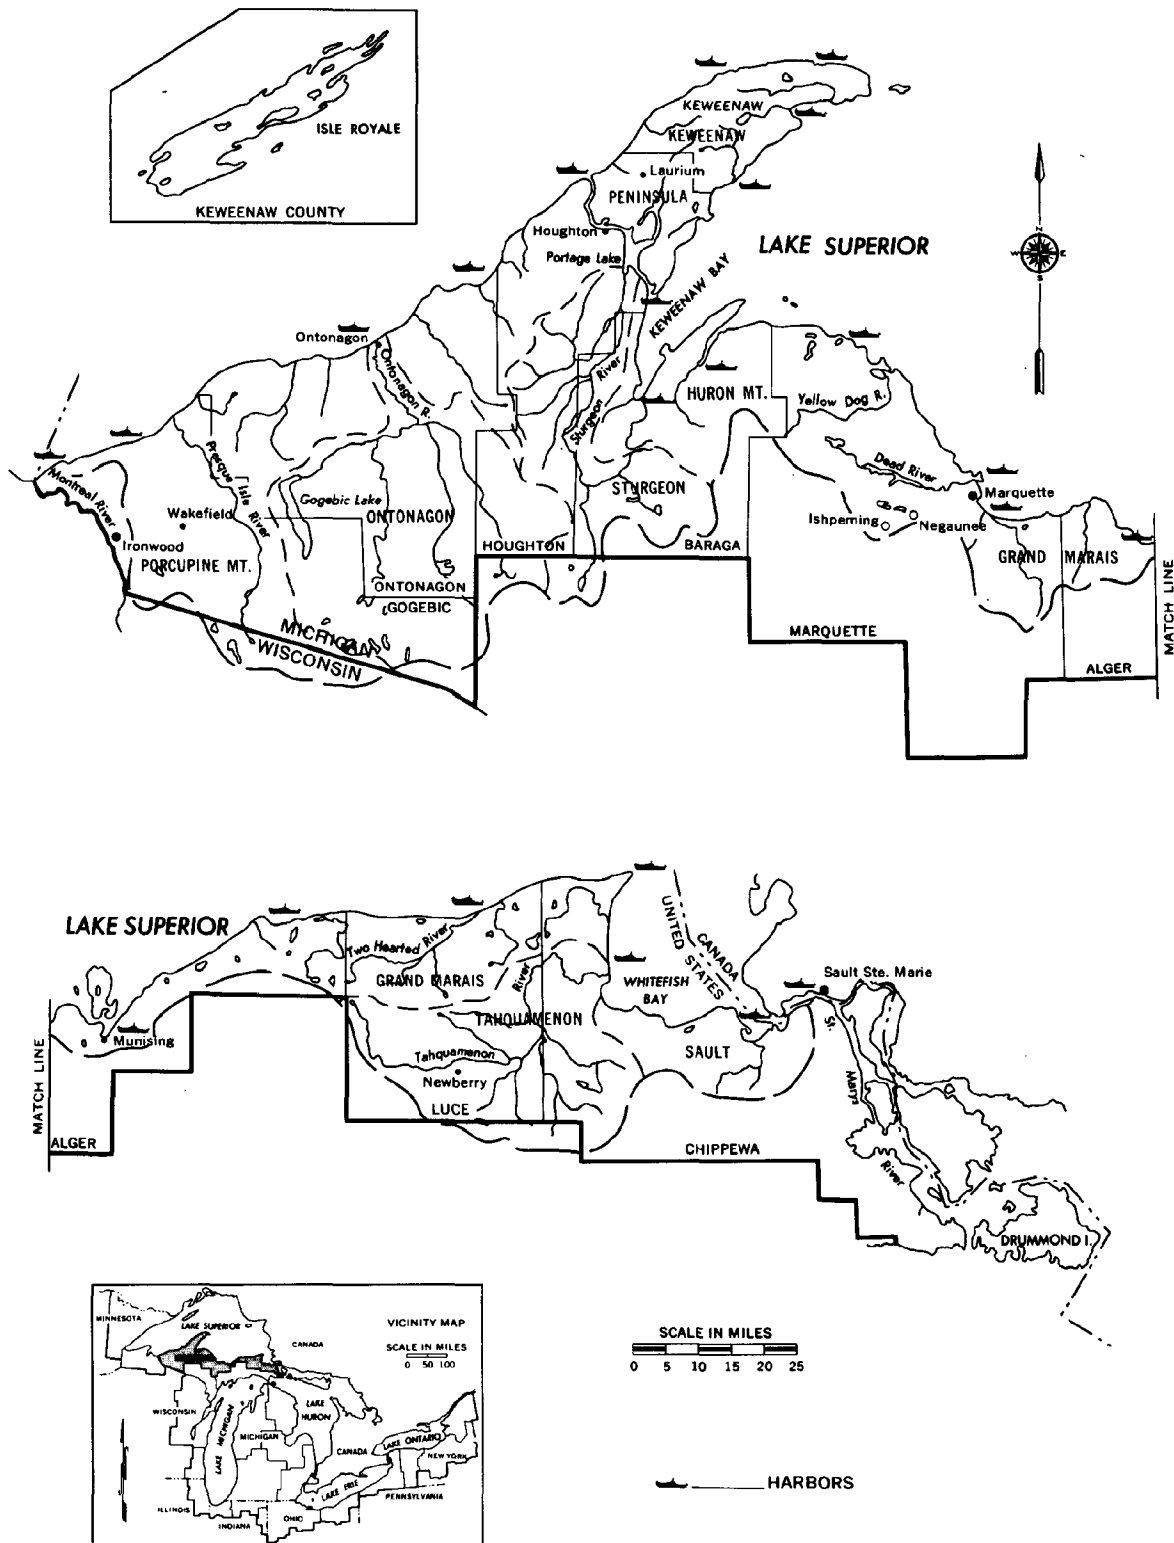 ISLE ROYALE
KEWEENAW COUNTY
KEWEENAW
KEWEENAW
Laurium
PENINSULA
Houghton
Portage Lake
LAKE SUPERIOR
N
W E
S
KEWEENAW BAY
Ontonagon
Ontonagon R.
Sturgeon River
HURON MT.
Yellow Dog R.
Montreal River
Presque Isle River
Gogebic Lake
Wakefield
ONTONAGON
STURGEON
Dead River
Marquette
Ishpeming
Negaunee
Ironwood
PORCUPINE MT.
HOUGHTON
BARAGA
GRAND MARAIS
ONTONAGON
GOGEBIC
MICHIGAN
WISCONSIN
MARQUETTE
ALGER
MATCH LINE
LAKE SUPERIOR
Two Hearted River
GRAND MARAIS
River
CANADA
UNITED STATES
WHITEFISH
BAY
Sault Ste. Marie
TAHQUAMENON
St. Marys River
Munising
Tahquamenon
Newberry
SAULT
LUCE
MATCH LINE
ALGER
CHIPPEWA
DRUMMOND I.
MINNESOTA
LAKE SUPERIOR
CANADA
VICINITY MAP
SCALE IN MILES
0 50 100
WISCONSIN
LAKE MICHIGAN
MICHIGAN
LAKE
HURON
CANADA
LAKE ONTARIO
NEW YORK
LAKE ERIE
PENNSYLVANIA
ILLINOIS
INDIANA
OHIO
SCALE IN MILES
0 5 10 15 20 25
HARBORS